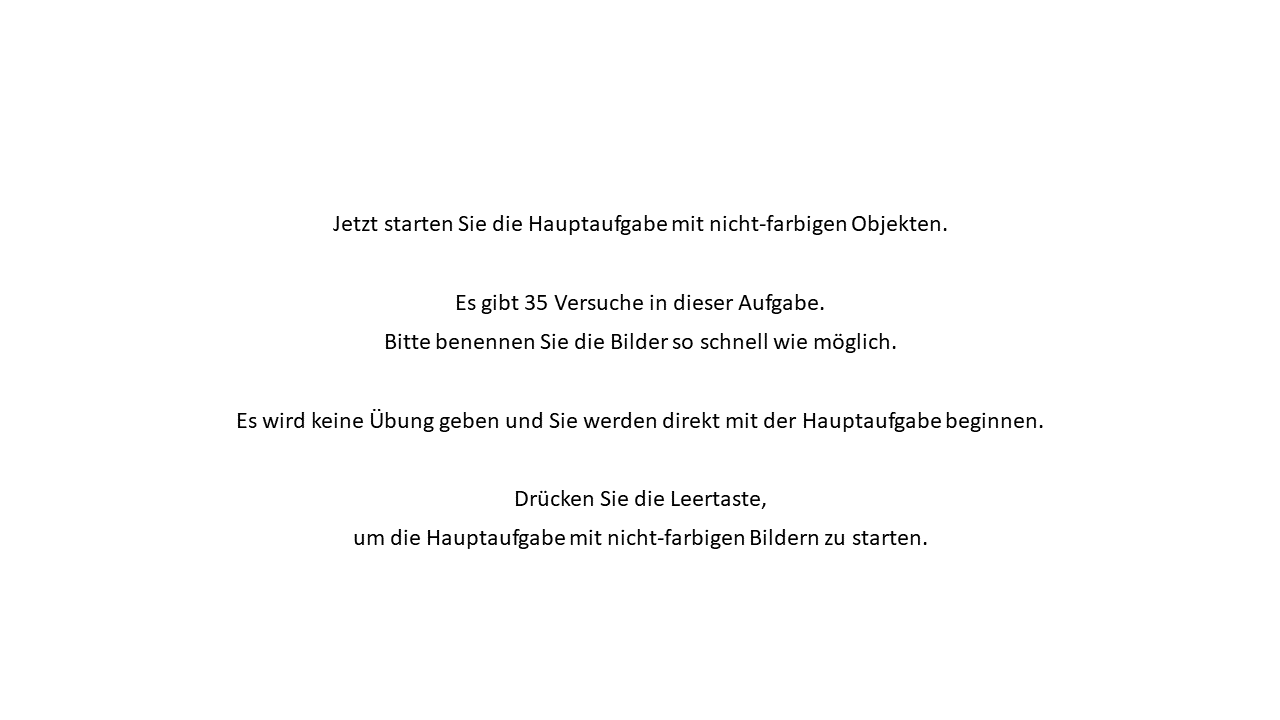 Jetzt starten Sie die Hauptaufgabe mit nicht-farbigen Objekten.
Es gibt 35 Versuche in dieser Aufgabe.
Bitte benennen Sie die Bilder so schnell wie möglich.
Es wird keine Übung geben und Sie werden direkt mit der Hauptaufgabe beginnen.
Drücken Sie die Leertaste,
um die Hauptaufgabe mit nicht-farbigen Bildern zu starten.